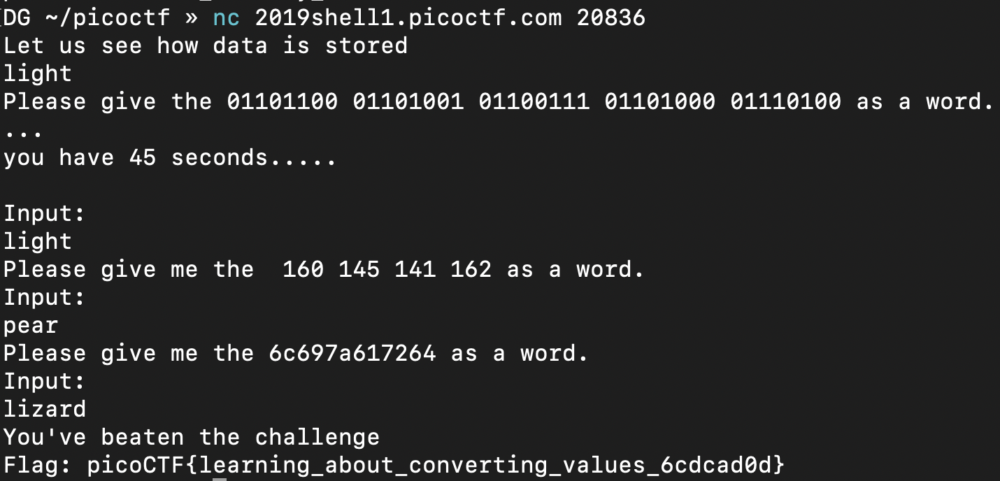 DG ~/picoctf » nc 2019shell1.picoctf.com 20836
Let us see how data is stored
light
Please give the 01101100 01101001 01100111 01101000 01110100 as a word.
...
you have 45 seconds.....
Input:
light
Please give me the  160 145 141 162 as a word.
Input:
pear
Please give me the 6c697a617264 as a word.
Input:
lizard
You've beaten the challenge
Flag: picoCTF{learning_about_converting_values_6cdcad0d}